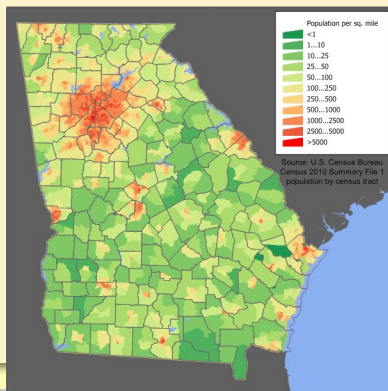 Population per sq. mile
<1
1...10
10...25
25...50
50...100
100...250
250...500
500...1000
1000...2500
2500...5000
>5000
Source: U.S. Census Bureau
Census 2010 Summary File 1
population by census tract